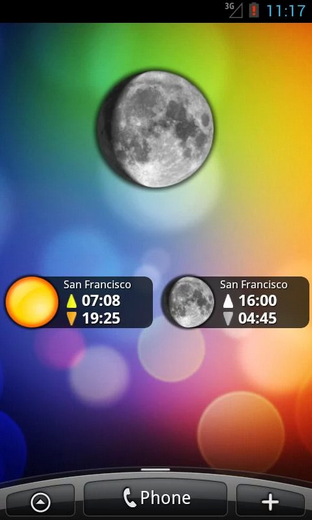 3G 11:17
San Francisco
07:08
19:25
San Francisco
16:00
04:45
Phone